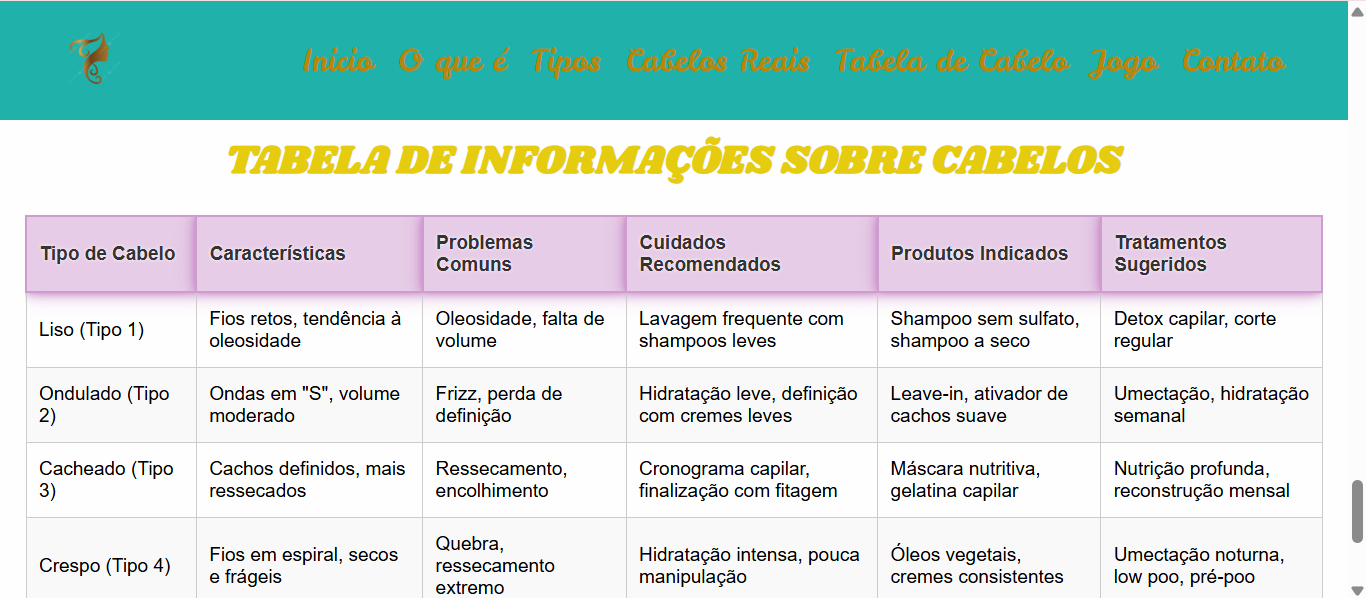 Inicio O que é Tipos Cabelos Reais Tabela de Cabelo Jogo Contato
TABELA DE INFORMAÇÕES SOBRE CABELOS
Tipo de Cabelo
Características
Problemas
Comuns
Cuidados
Recomendados
Produtos Indicados
Tratamentos
Sugeridos
Liso (Tipo 1)
Fios retos, tendência à
oleosidade
Oleosidade, falta de
volume
Lavagem frequente com
shampoos leves
Shampoo sem sulfato,
shampoo a seco
Detox capilar, corte
regular
Ondulado (Tipo
2)
Ondas em "S", volume
moderado
Frizz, perda de
definição
Hidratação leve, definição
com cremes leves
Leave-in, ativador de
cachos suave
Umectação, hidratação
semanal
Cacheado (Tipo
3)
Cachos definidos, mais
ressecados
Ressecamento,
encolhimento
Cronograma capilar,
finalização com fitagem
Máscara nutritiva,
gelatina capilar
Nutrição profunda,
reconstrução mensal
Crespo (Tipo 4)
Fios em espiral, secos
e frágeis
Quebra,
ressecamento
extremo
Hidratação intensa, pouca
manipulação
Óleos vegetais,
cremes consistentes
Umectação noturna,
low poo, pré-poo